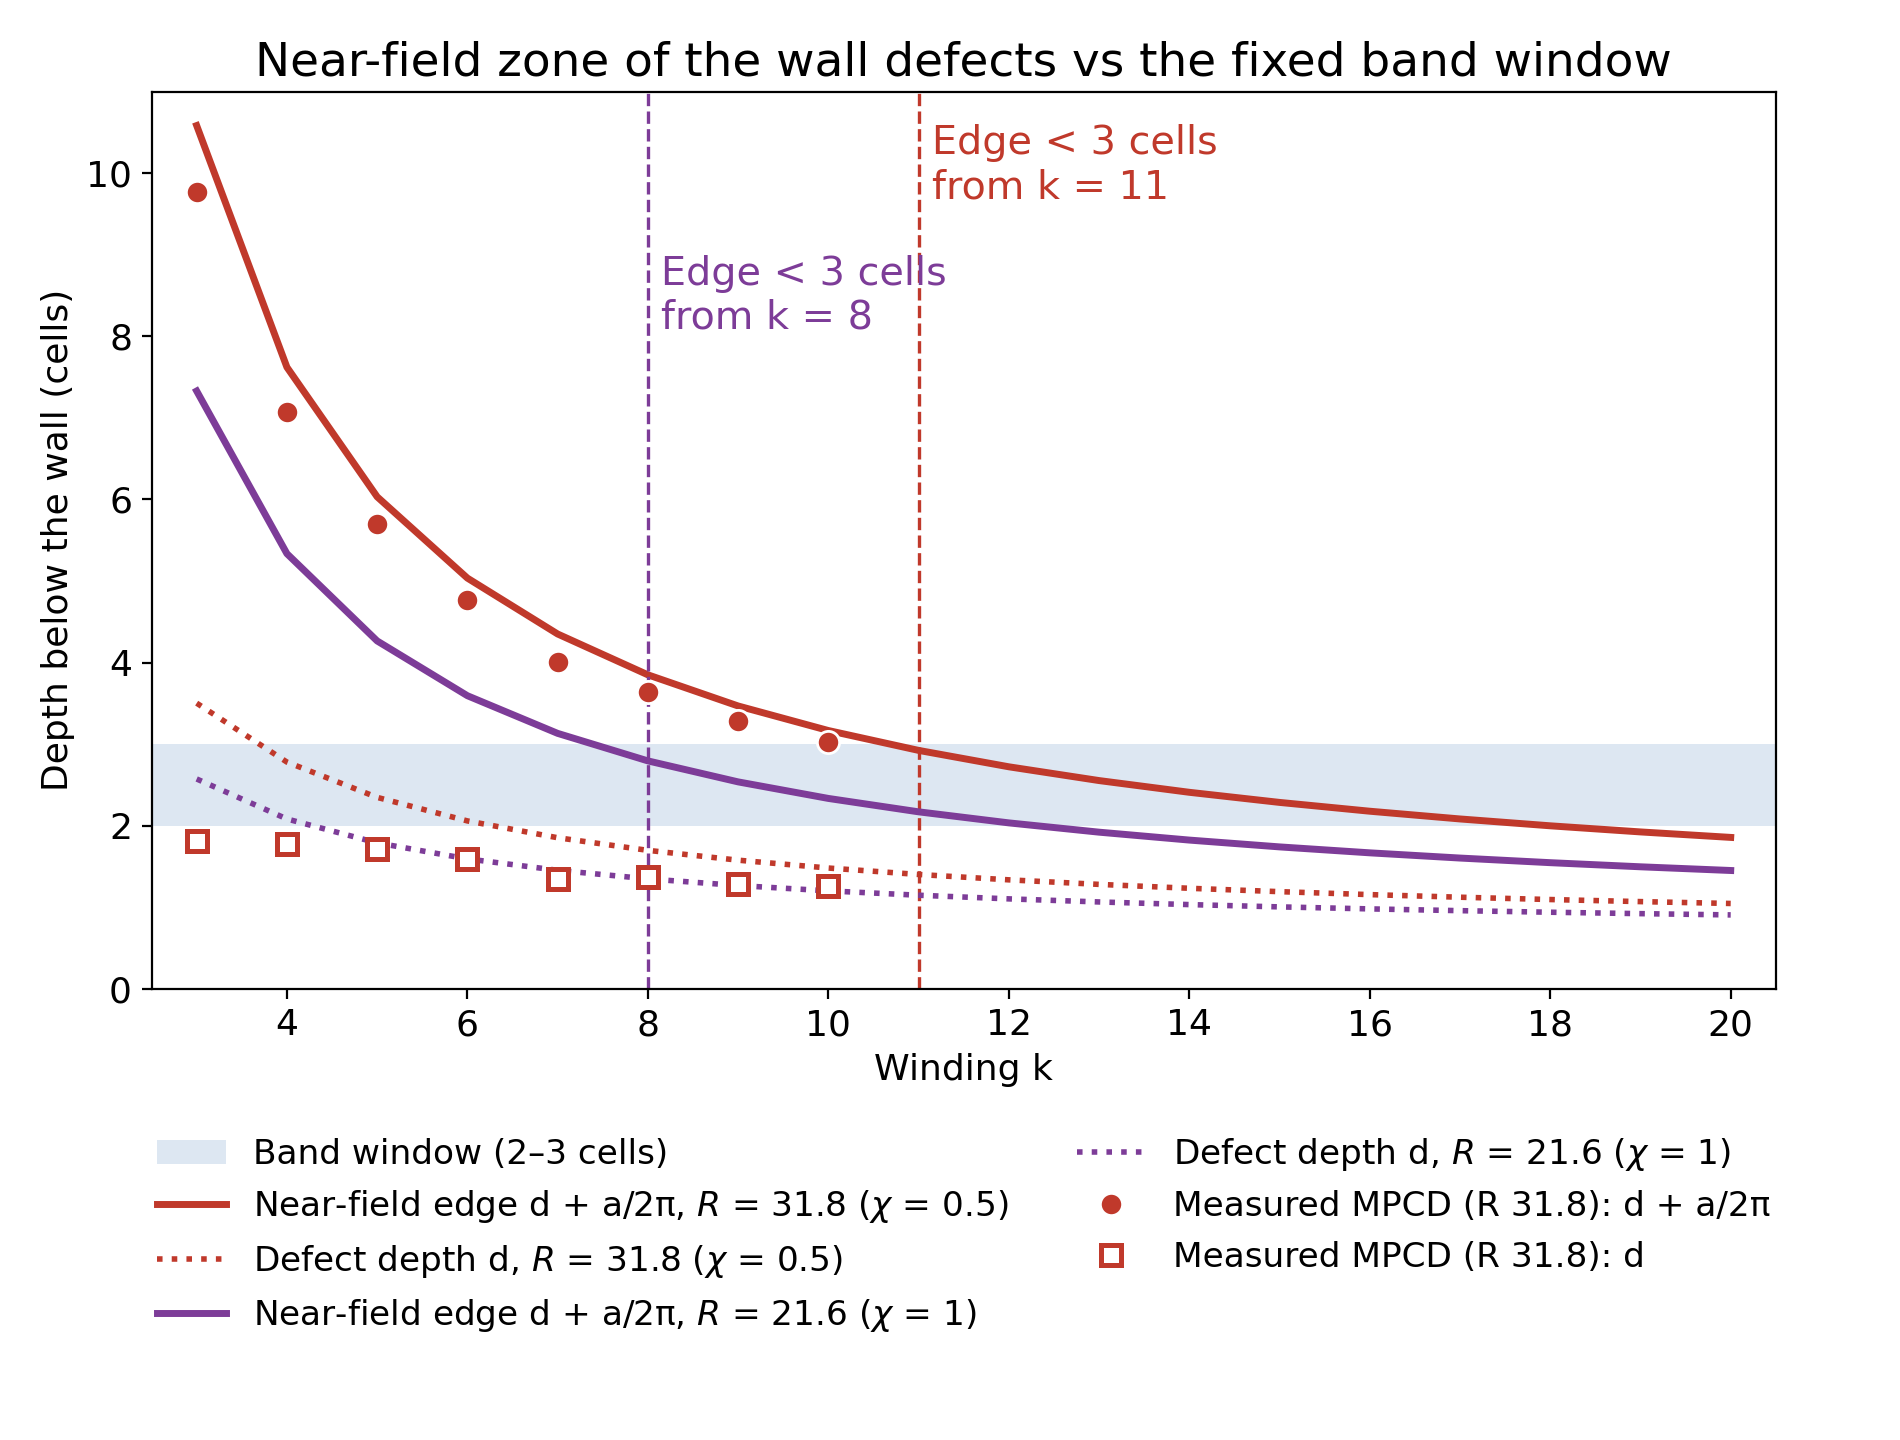 Near-field zone of the wall defects vs the fixed band window
Edge < 3 cells
from k = 11
Edge < 3 cells
from k = 8
Depth below the wall (cells)
10
8
6
4
2
0
4 6 8 10 12 14 16 18 20
Winding k
Band window (2–3 cells)
Near-field edge d + a/2π, R = 31.8 (χ = 0.5)
Defect depth d, R = 31.8 (χ = 0.5)
Near-field edge d + a/2π, R = 21.6 (χ = 1)
Defect depth d, R = 21.6 (χ = 1)
Measured MPCD (R 31.8): d + a/2π
Measured MPCD (R 31.8): d